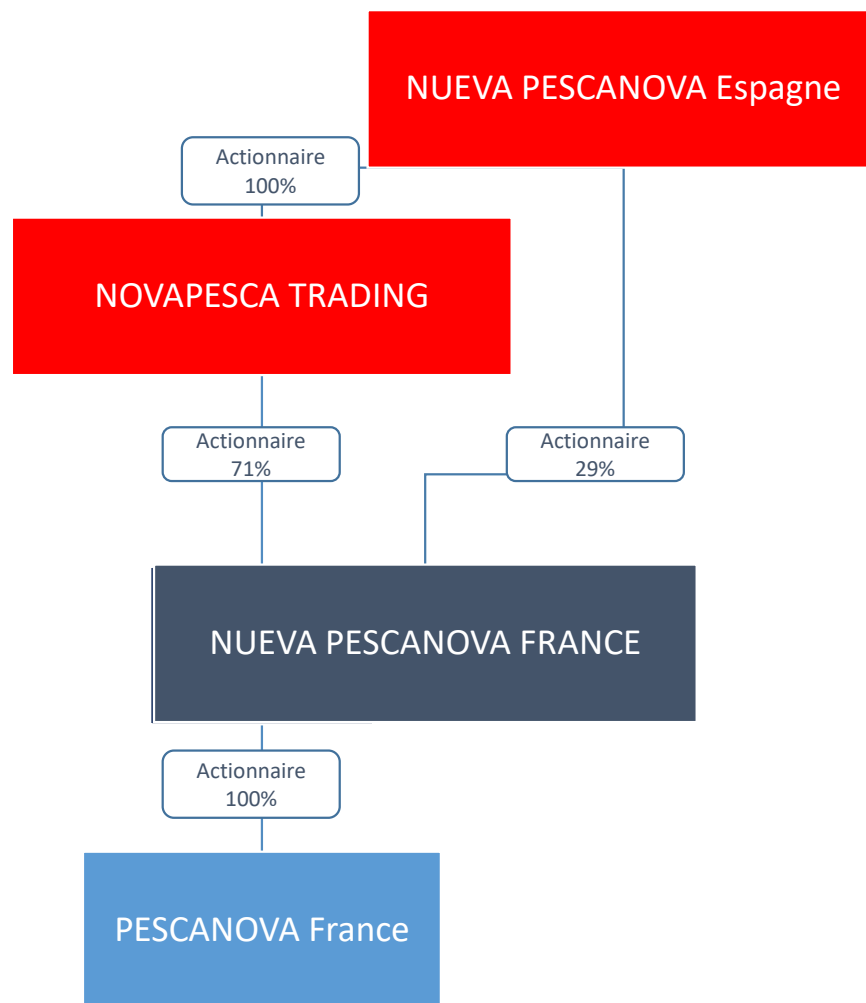 NUEVA PESCANOVA Espagne
Actionnaire
100%
NOVAPESCA TRADING
Actionnaire
71%
Actionnaire
29%
NUEVA PESCANOVA FRANCE
Actionnaire
100%
PESCANOVA France